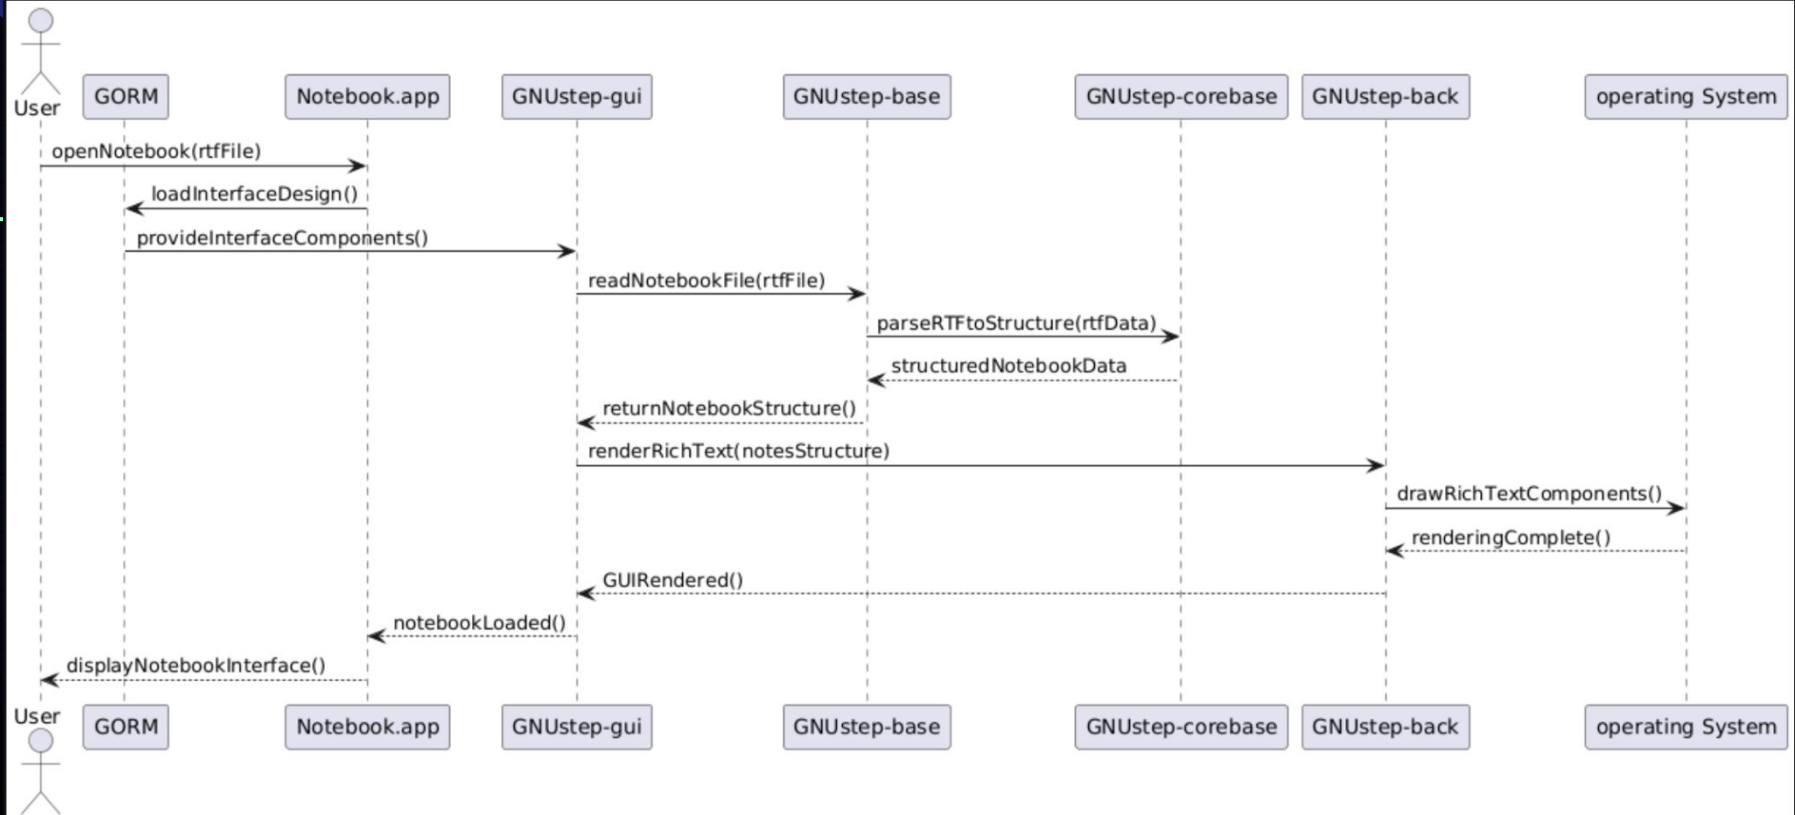 User
GORM
Notebook.app
GNUstep-gui
GNUstep-base
GNUstep-corebase
GNUstep-back
operating System
openNotebook(rtfFile)
loadInterfaceDesign()
provideInterfaceComponents()
readNotebookFile(rtfFile)
parseRTFtoStructure(rtfData)
structuredNotebookData
returnNotebookStructure()
renderRichText(notesStructure)
drawRichTextComponents()
renderingComplete()
GUIRendered()
notebookLoaded()
displayNotebookInterface()
User
GORM
Notebook.app
GNUstep-gui
GNUstep-base
GNUstep-corebase
GNUstep-back
operating System